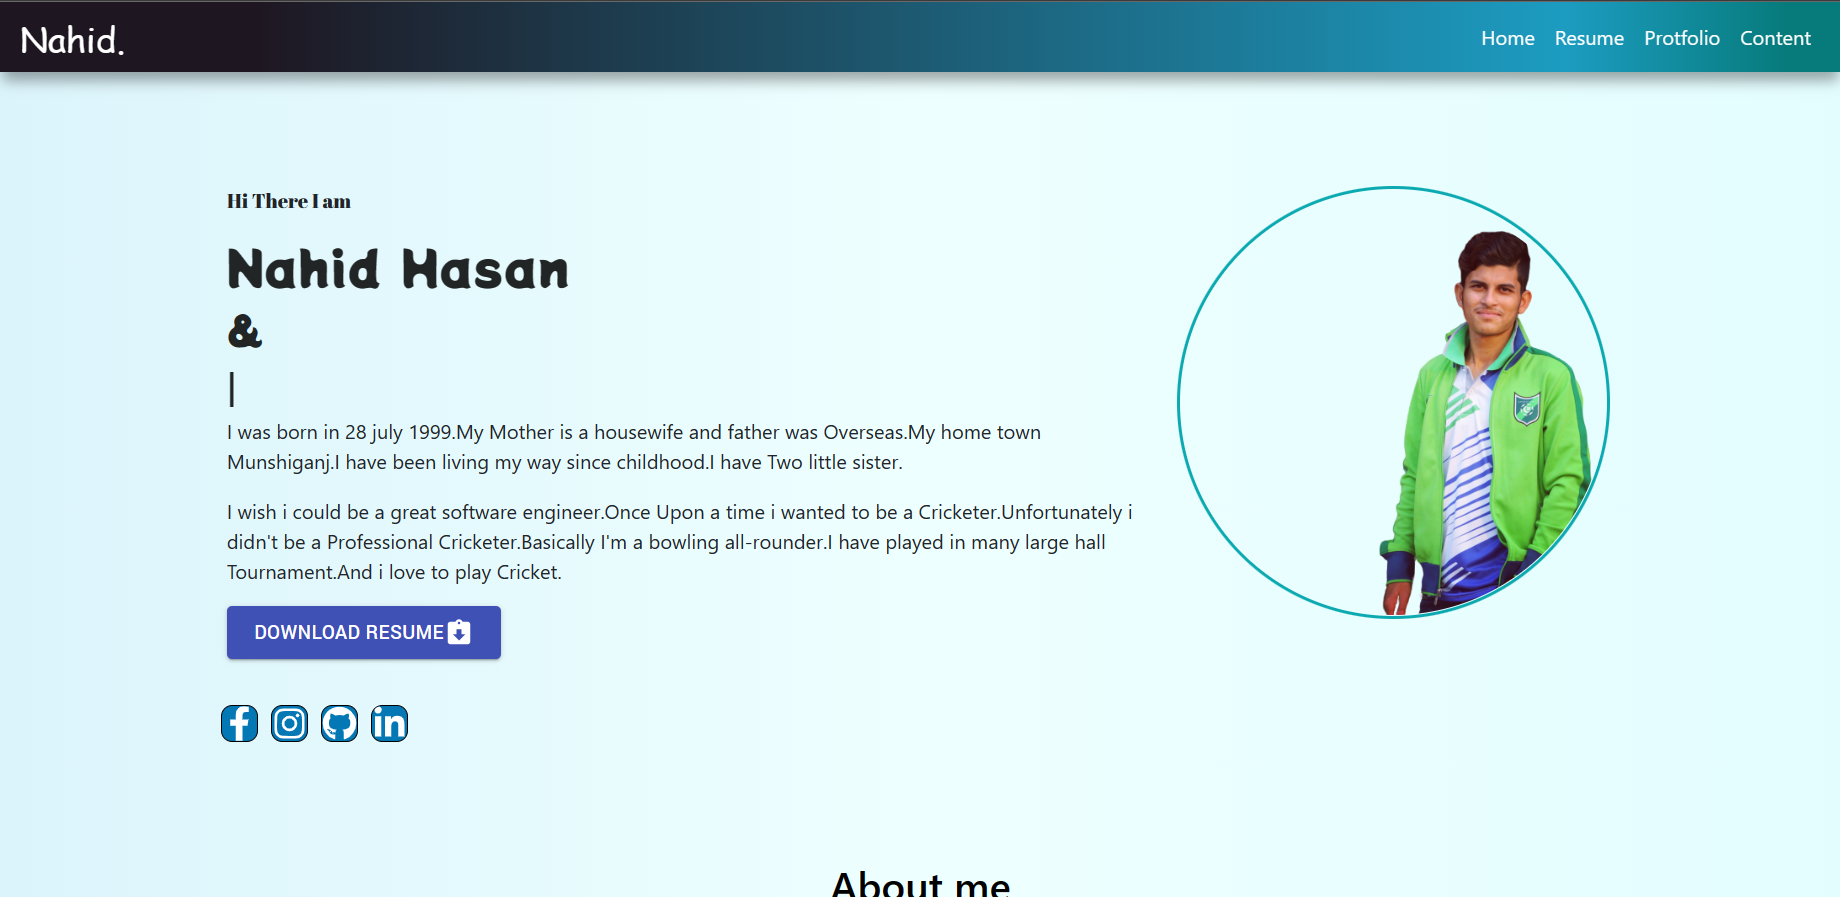 Nahid.
Home Resume Protfolio Content
Hi There I am
Nahid Hasan
&
|
I was born in 28 july 1999.My Mother is a housewife and father was Overseas.My home town
Munshiganj.I have been living my way since childhood.I have Two little sister.
I wish i could be a great software engineer.Once Upon a time i wanted to be a Cricketer.Unfortunately i
didn't be a Professional Cricketer.Basically I'm a bowling all-rounder.I have played in many large hall
Tournament.And i love to play Cricket.
DOWNLOAD RESUME
About me